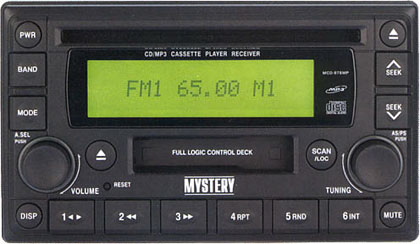 PWR
CD/MP3 CASSETTE PLAYER RECEIVER
BAND
MCD-978MP
SEEK
FM1 65.00 M1
MP3
MODE
SEEK
A.SEL
PUSH
AS/PS
PUSH
FULL LOGIC CONTROL DECK
SCAN
/LOC
VOLUME
RESET
MYSTERY
TUNING
DISP
1 ◄►
2 ◄◄
3 ►►
4 RPT
5 RND
6 INT
MUTE